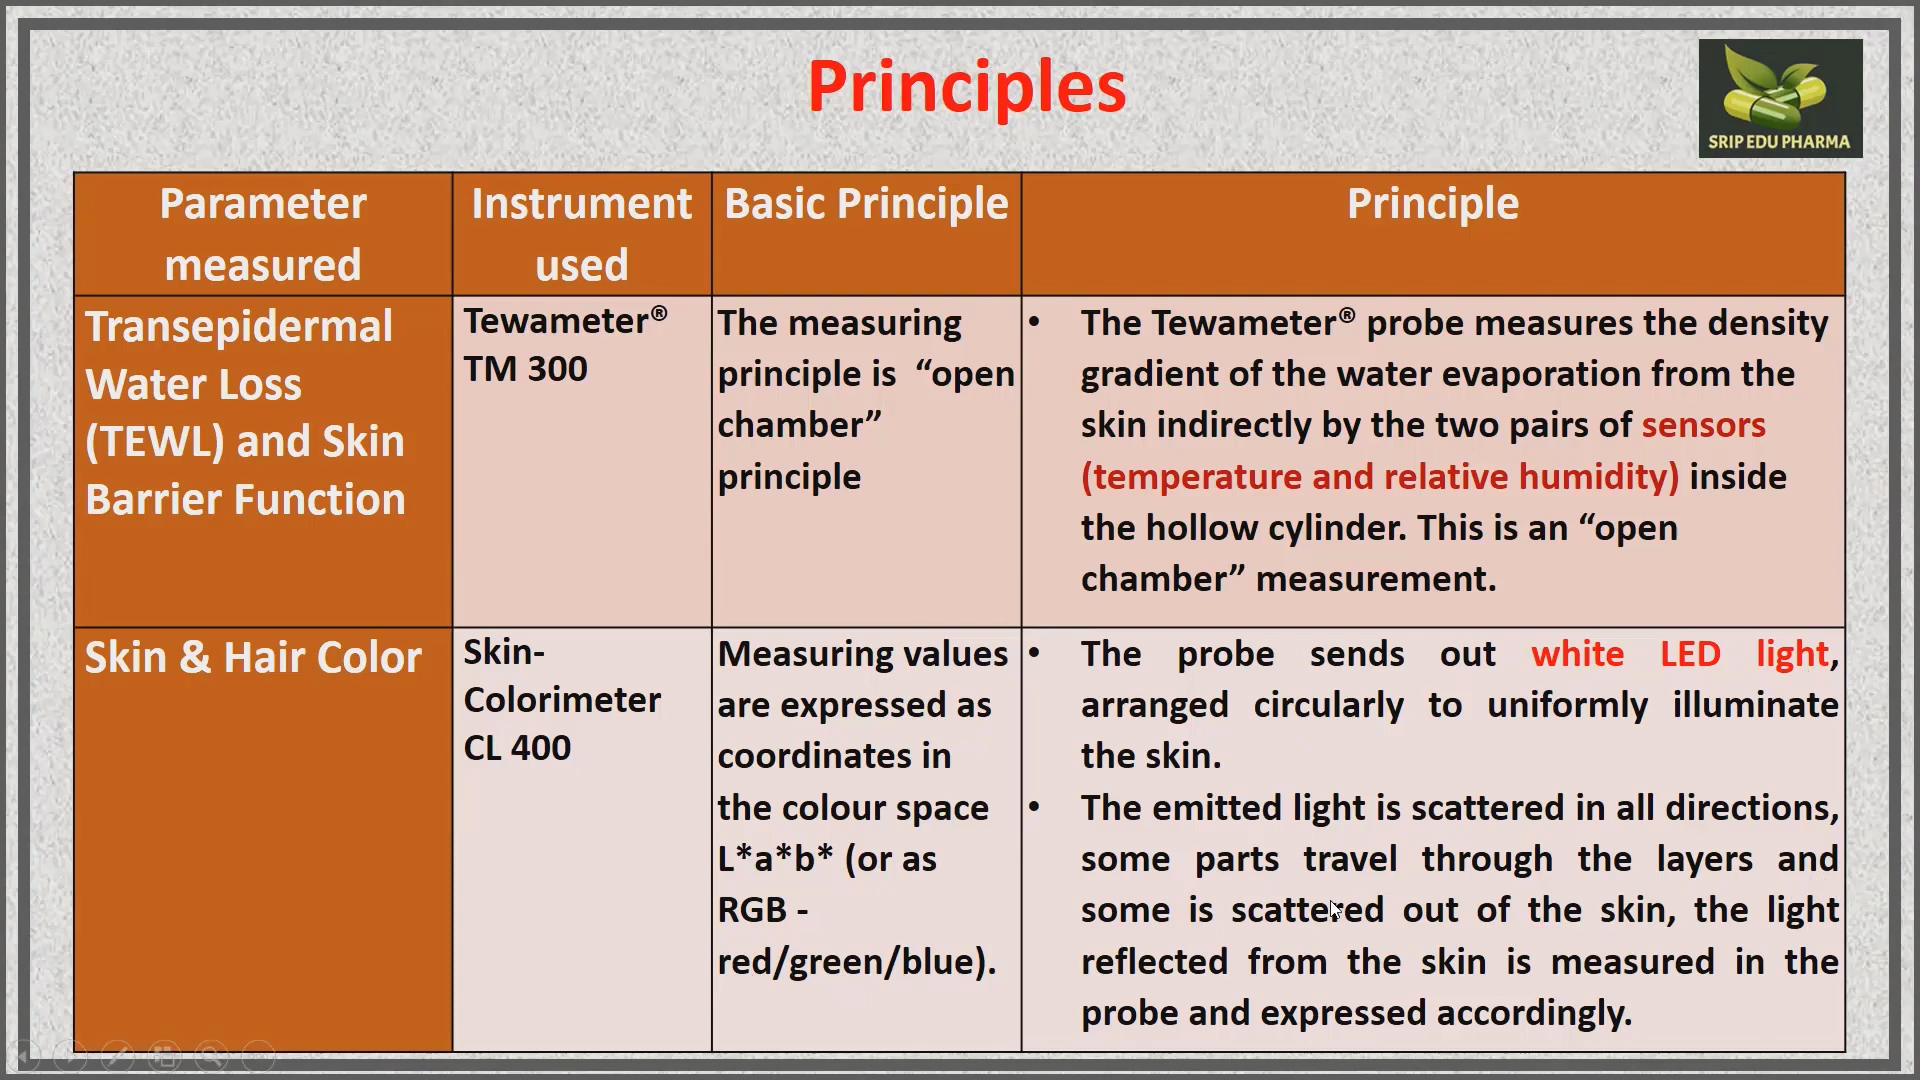 Principles
SRIP EDU PHARMA
Parameter
measured
Instrument
used
Basic Principle
Principle
Transepidermal
Water Loss
(TEWL) and Skin
Barrier Function
Tewameter®
TM 300
The measuring
principle is “open
chamber”
principle
• The Tewameter® probe measures the density
gradient of the water evaporation from the
skin indirectly by the two pairs of sensors
(temperature and relative humidity) inside
the hollow cylinder. This is an “open
chamber” measurement.
Skin & Hair Color
Skin-
Colorimeter
CL 400
Measuring values
are expressed as
coordinates in
the colour space
L*a*b* (or as
RGB -
red/green/blue).
• The probe sends out white LED light,
arranged circularly to uniformly illuminate
the skin.
• The emitted light is scattered in all directions,
some parts travel through the layers and
some is scattered out of the skin, the light
reflected from the skin is measured in the
probe and expressed accordingly.